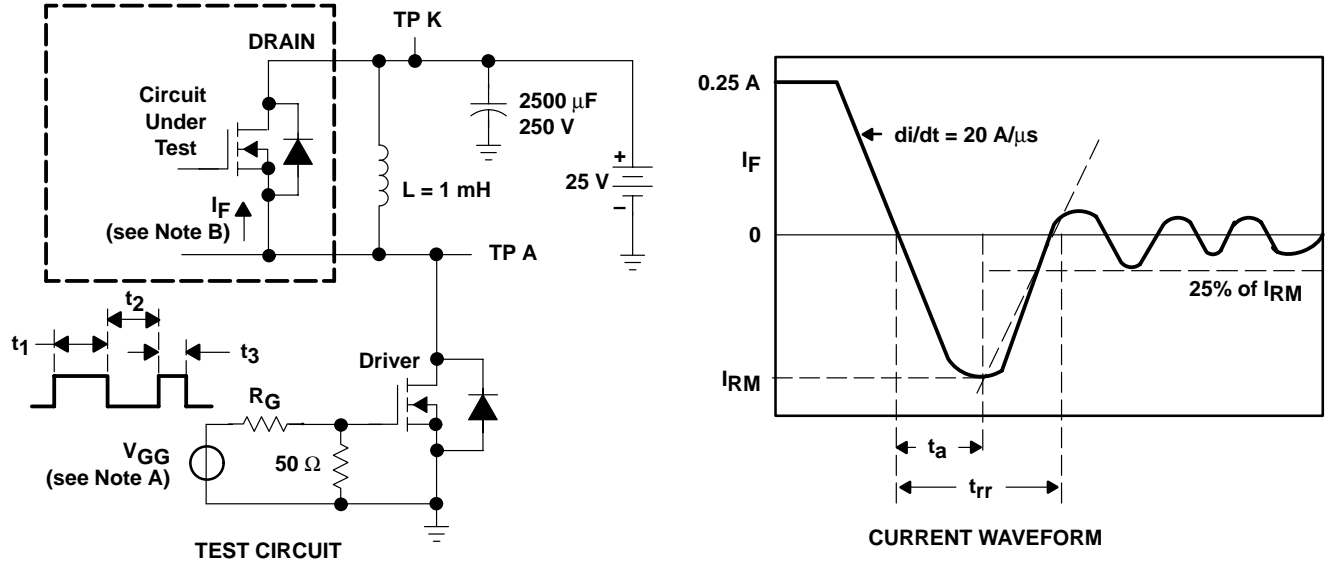 TP K
DRAIN
Circuit
Under
Test
2500 μF
250 V
+
25 V
–
L = 1 mH
IF
(see Note B)
TP A
t2
t1
t3
Driver
RG
VGG
(see Note A)
50 Ω
TEST CIRCUIT
0.25 A
di/dt = 20 A/μs
IF
0
25% of IRM
IRM
ta
trr
CURRENT WAVEFORM